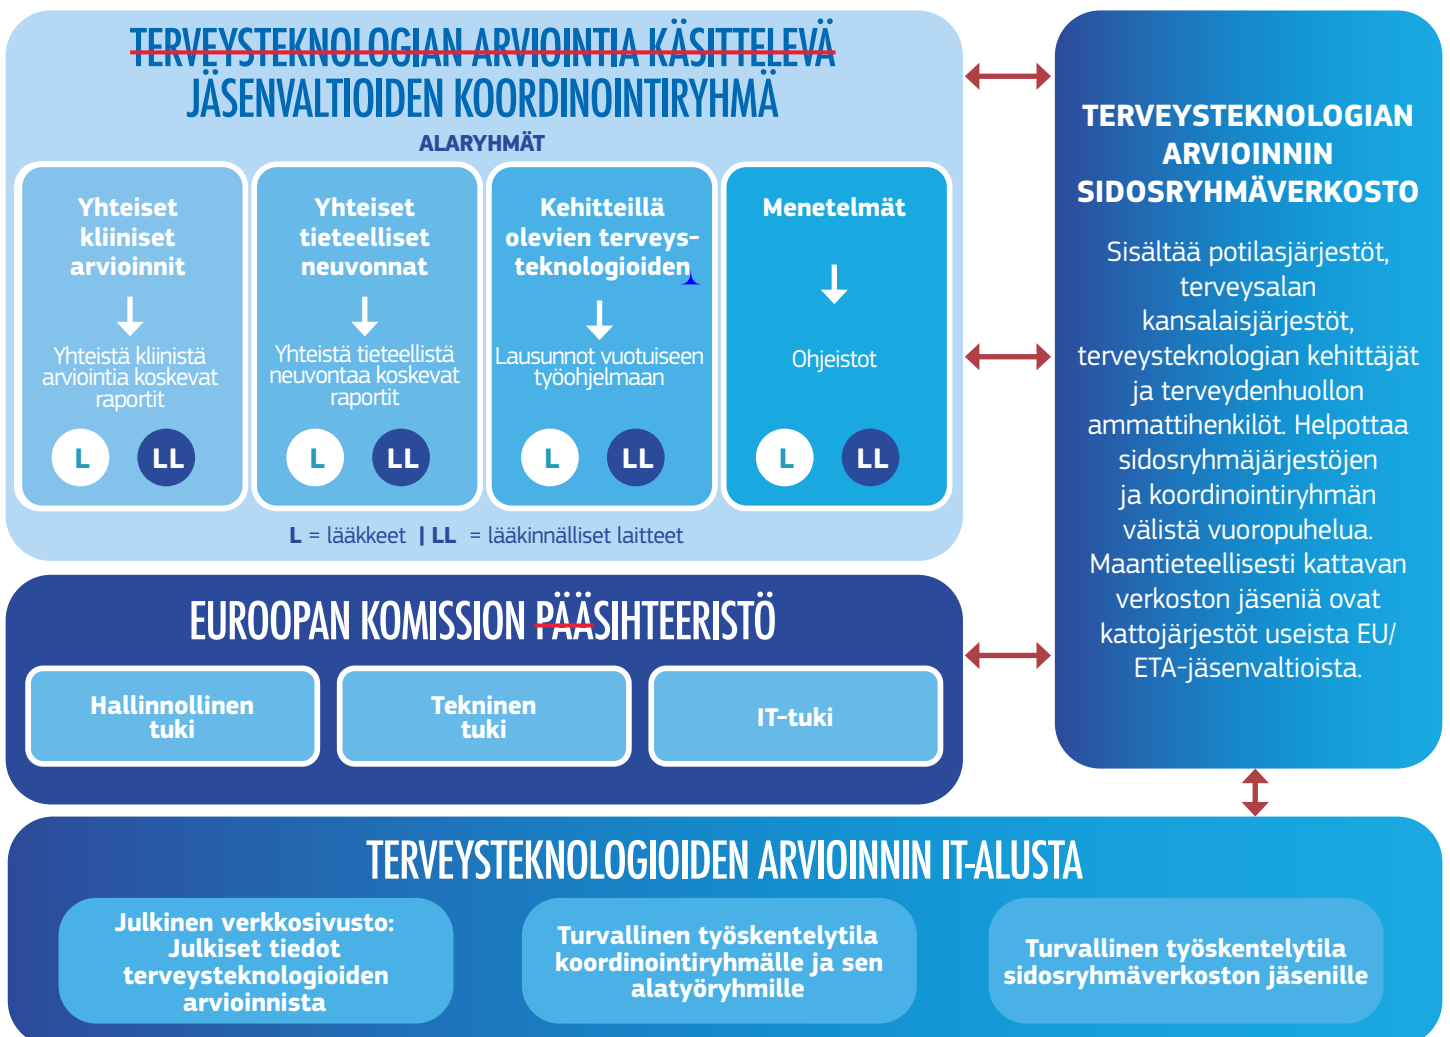 TERVEYSTEKNOLOGIAN ARVIOINTIA KÄSITTELEVÄ
JÄSENVALTIOIDEN KOORDINOINTIRYHMÄ
ALARYHMÄT
Yhteiset
kliiniset
arvioinnit
Yhteistä kliinistä
arviointia koskevat
raportit
L LL
Yhteiset
tieteelliset
neuvonnat
Yhteistä tieteellistä
neuvontaa koskevat
raportit
L LL
Kehitteillä
olevien terveys-
teknologioiden
Lausunnot vuotuiseen
työohjelmaan
L LL
Menetelmät
Ohjeistot
L LL
L = lääkkeet | LL = lääkinnälliset laitteet
TERVEYSTEKNOLOGIAN
ARVIOINNIN
SIDOSRYHMÄVERKOSTO
Sisältää potilasjärjestöt,
terveysalan
kansalaisjärjestöt,
terveysteknologian kehittäjät
ja terveydenhuollon
ammattihenkilöt. Helpottaa
sidosryhmäjärjestöjen
ja koordinointiryhmän
välistä vuoropuhelua.
Maantieteellisesti kattavan
verkoston jäseniä ovat
kattojärjestöt useista EU/
ETA-jäsenvaltioista.
EUROOPAN KOMISSION PÄÄSIHTEERISTÖ
Hallinnollinen
tuki
Tekninen
tuki
IT-tuki
TERVEYSTEKNOLOGIOIDEN ARVIOINNIN IT-ALUSTA
Julkinen verkkosivusto:
Julkiset tiedot
terveysteknologioiden
arvioinnista
Turvallinen työskentelytila
koordinointiryhmälle ja sen
alatyöryhmille
Turvallinen työskentelytila
sidosryhmäverkoston jäsenille